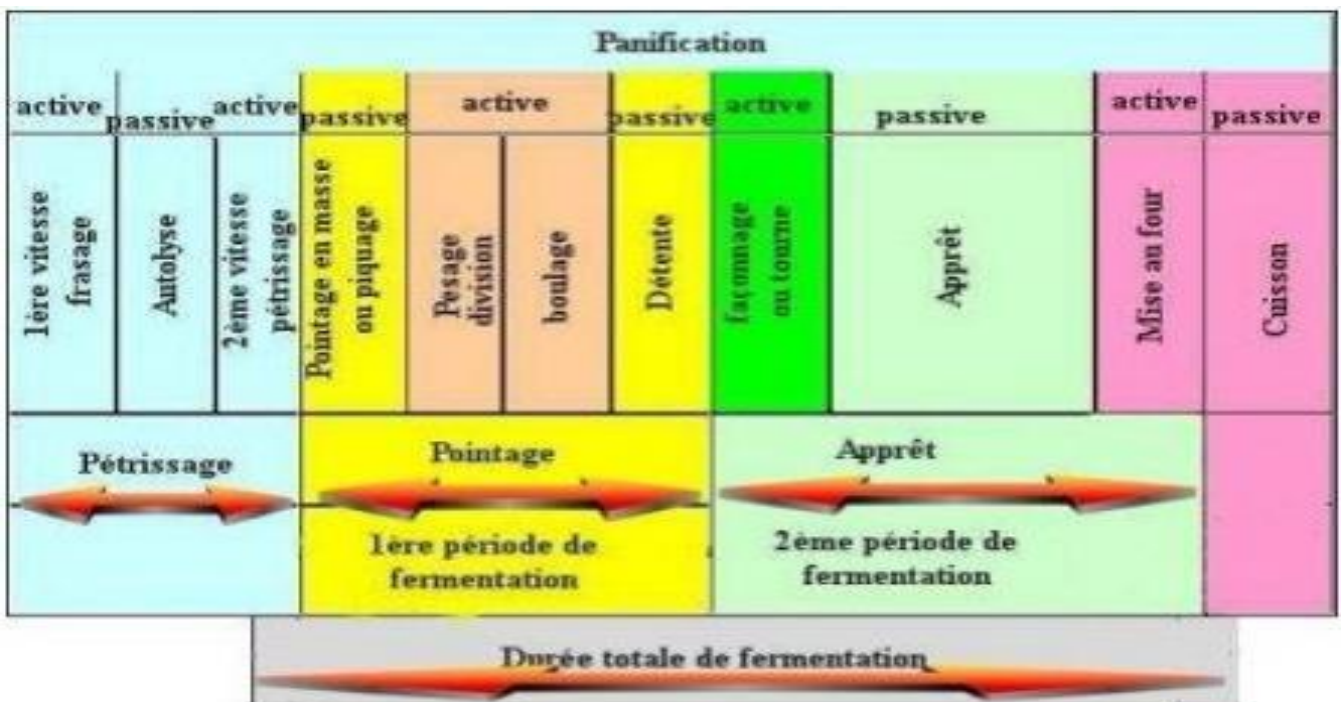 Panification
active passive active passive active passive active passive active passive
1ère vitesse
frasage
Autolyse
2ème vitesse
pétrissage
Pointage en masse
ou piquage
Pesage
division
boulage
Détente
façonnage
ou tourne
Apprêt
Mise au four
Cuisson
Pétrissage
Pointage
Apprêt
1ère période de
fermentation
2ème période de
fermentation
Durée totale de fermentation